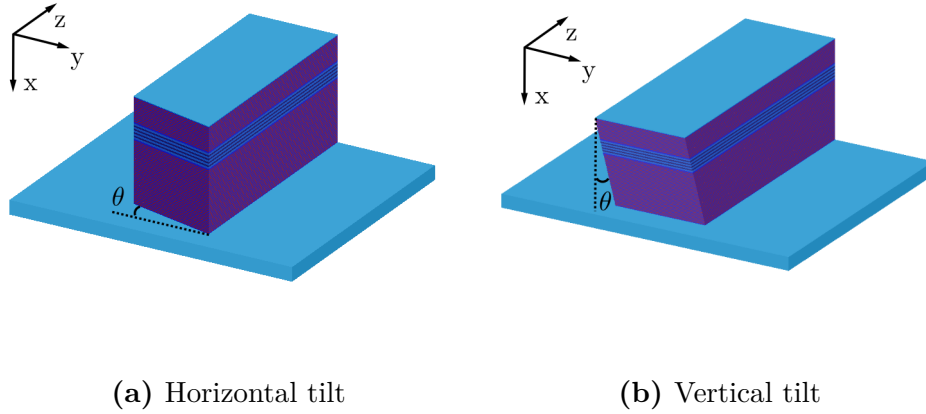 z
y
x
θ
z
y
x
θ
(a) Horizontal tilt
(b) Vertical tilt